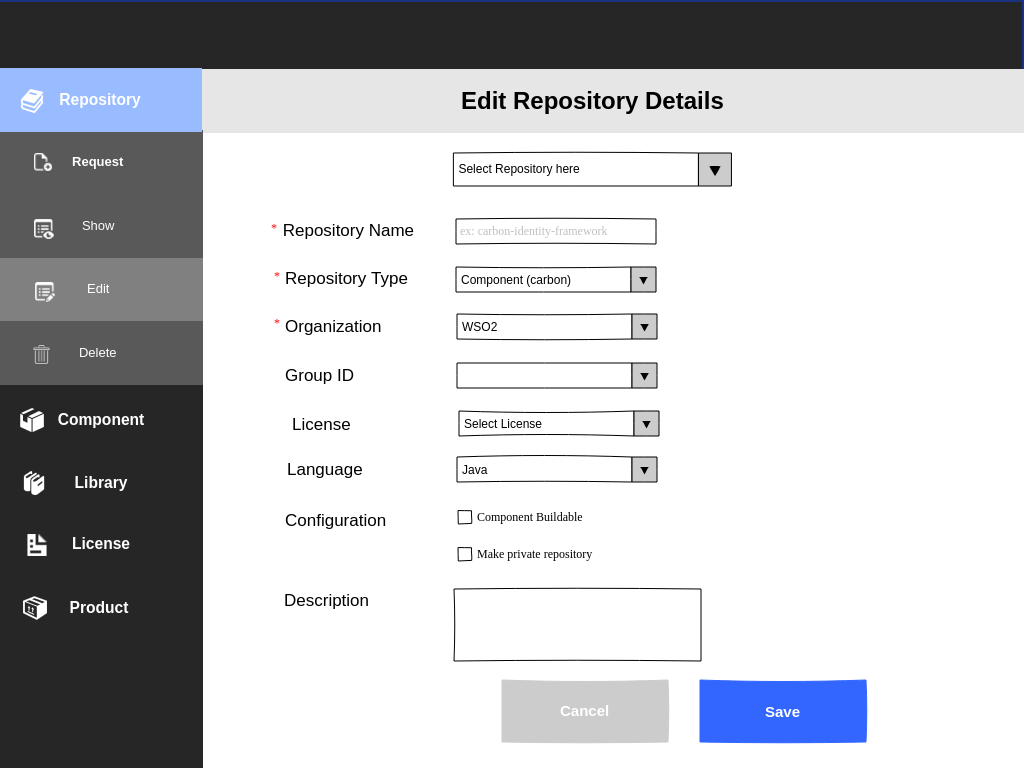 Repository
Edit Repository Details
Request
Show
Edit
Delete
Component
Library
License
Product
Select Repository here
* Repository Name
ex: carbon-identity-framework
* Repository Type
Component (carbon)
* Organization
WSO2
Group ID
License
Select License
Language
Java
Configuration
Component Buildable
Make private repository
Description
Cancel
Save